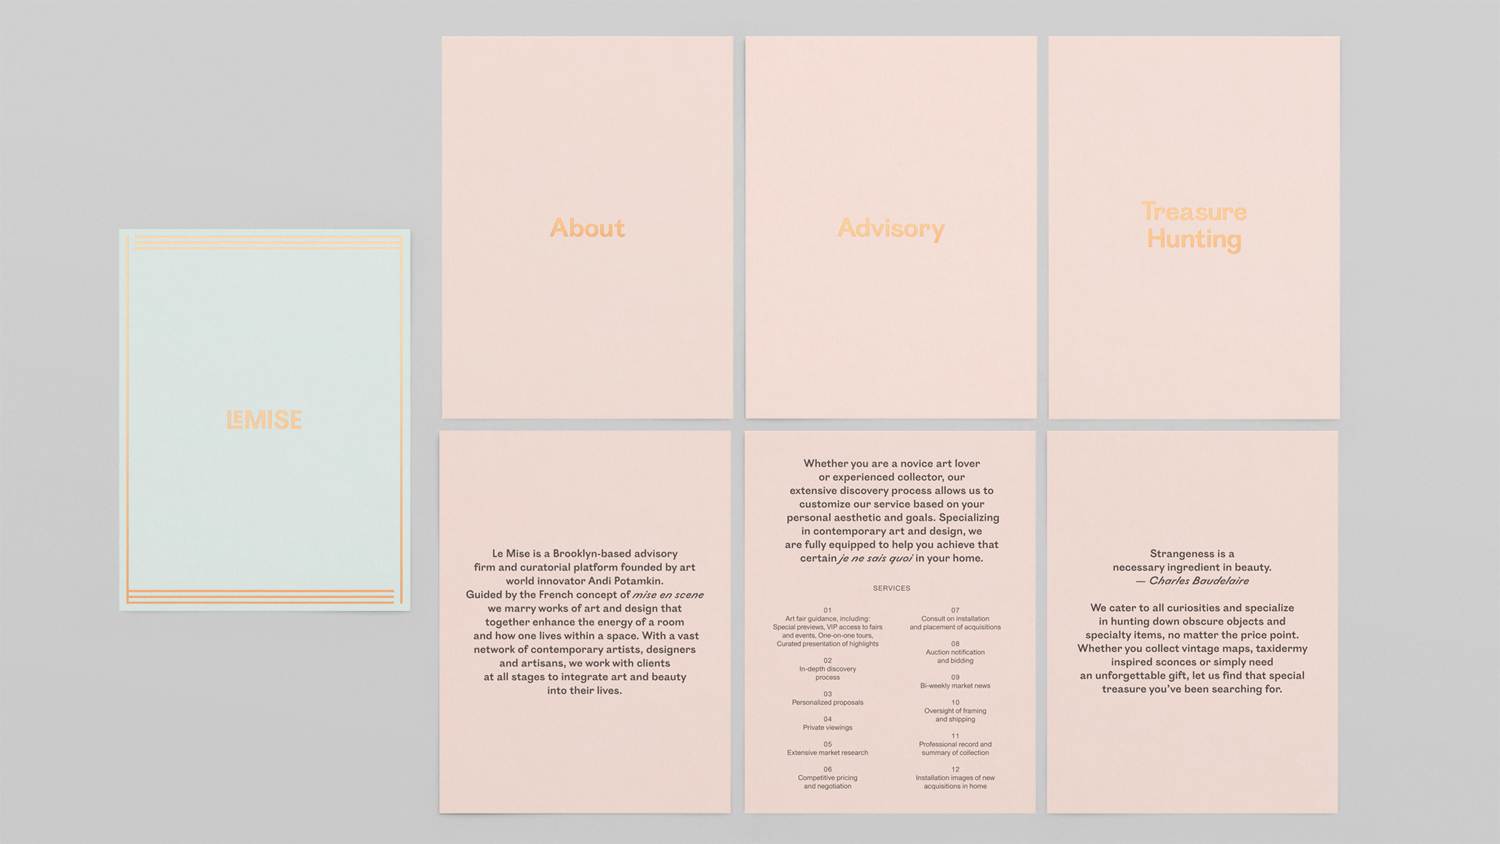 LEMISE
About
Advisory
Treasure
Hunting
Le Mise is a Brooklyn-based advisory
firm and curatorial platform founded by art
world innovator Andi Potamkin.
Guided by the French concept of mise en scene
we marry works of art and design that
together enhance the energy of a room
and how one lives within a space. With a vast
network of contemporary artists, designers
and artisans, we work with clients
at all stages to integrate art and beauty
into their lives.
Whether you are a novice art lover
or experienced collector, our
extensive discovery process allows us to
customize our service based on your
personal aesthetic and goals. Specializing
in contemporary art and design, we
are fully equipped to help you achieve that
certain je ne sais quoi in your home.
SERVICES
01
Art fair guidance, including:
Special previews, VIP access to fairs
and events, One-on-one tours,
Curated presentation of highlights
02
In-depth discovery
process
03
Personalized proposals
04
Private viewings
05
Extensive market research
06
Competitive pricing
and negotiation
07
Consult on installation
and placement of acquisitions
08
Auction notification
and bidding
09
Bi-weekly market news
10
Oversight of framing
and shipping
11
Professional record and
summary of collection
12
Installation images of new
acquisitions in home
Strangeness is a
necessary ingredient in beauty.
— Charles Baudelaire
We cater to all curiosities and specialize
in hunting down obscure objects and
specialty items, no matter the price point.
Whether you collect vintage maps, taxidermy
inspired sconces or simply need
an unforgettable gift, let us find that special
treasure you've been searching for.